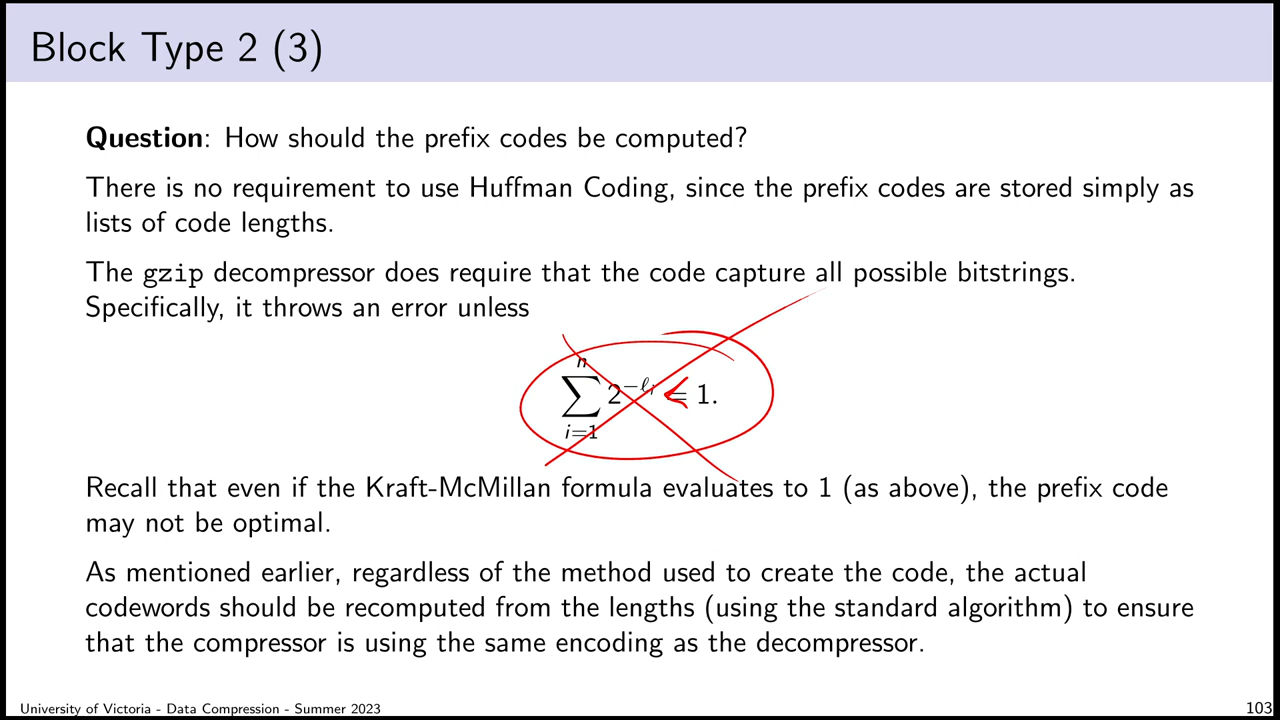 Block Type 2 (3)
Question: How should the prefix codes be computed?
There is no requirement to use Huffman Coding, since the prefix codes are stored simply as
lists of code lengths.
The gzip decompressor does require that the code capture all possible bitstrings.
Specifically, it throws an error unless
n
∑ 2^{−ℓ_i} = 1.
i=1
<
Recall that even if the Kraft-McMillan formula evaluates to 1 (as above), the prefix code
may not be optimal.
As mentioned earlier, regardless of the method used to create the code, the actual
codewords should be recomputed from the lengths (using the standard algorithm) to ensure
that the compressor is using the same encoding as the decompressor.
University of Victoria - Data Compression - Summer 2023
103